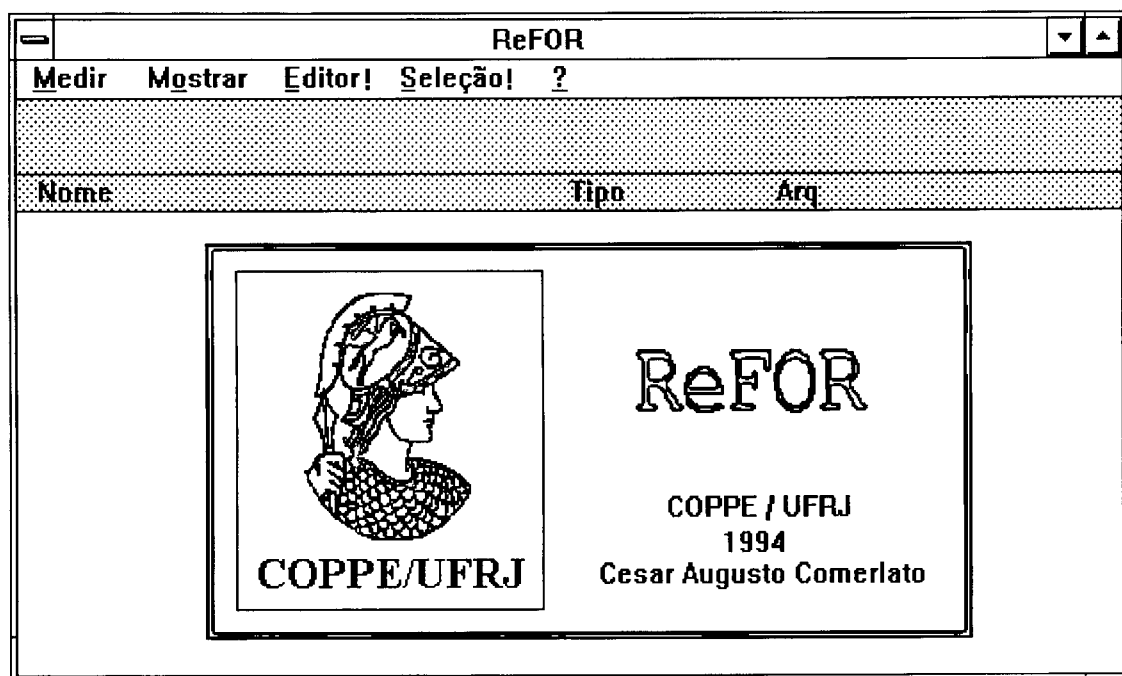 ReFOR
Medir Mostrar Editor! Seleção! ?
Nome Tipo Arq
ReFOR
COPPE / UFRJ
1994
Cesar Augusto Comerlato
COPPE/UFRJ